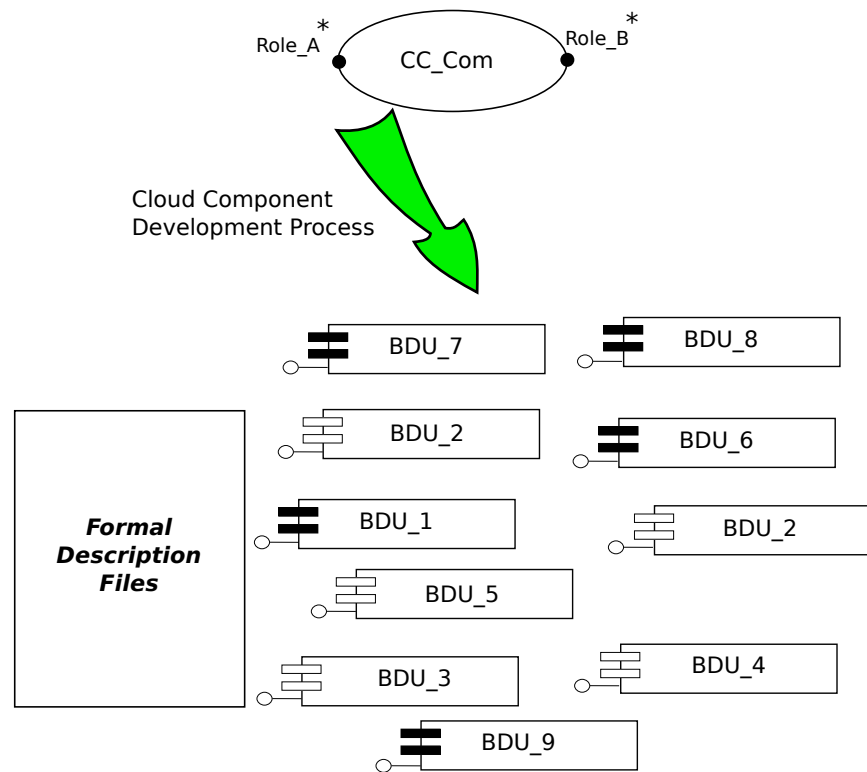 *
*
Role_A
CC_Com
Role_B
Cloud Component
Development Process
BDU_7
BDU_8
BDU_2
BDU_6
BDU_1
BDU_2
Formal
Description
Files
BDU_5
BDU_3
BDU_4
BDU_9